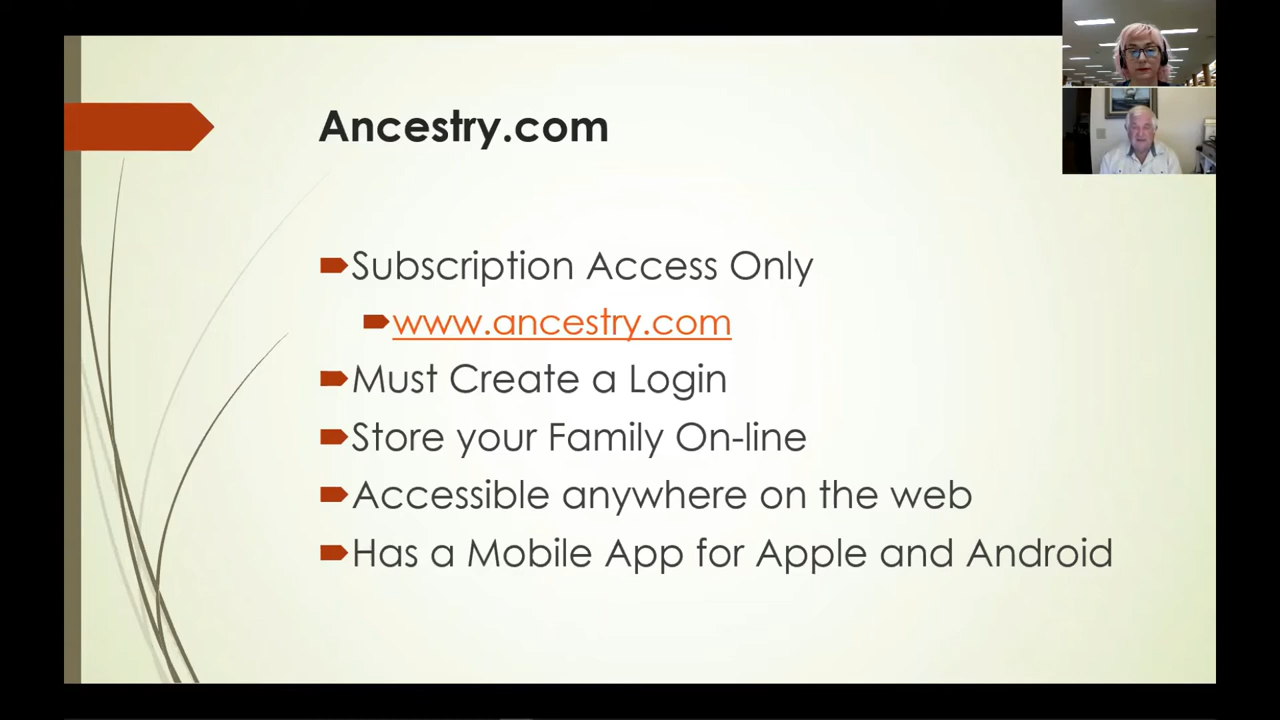 Ancestry.com
Subscription Access Only
www.ancestry.com
Must Create a Login
Store your Family On-line
Accessible anywhere on the web
Has a Mobile App for Apple and Android